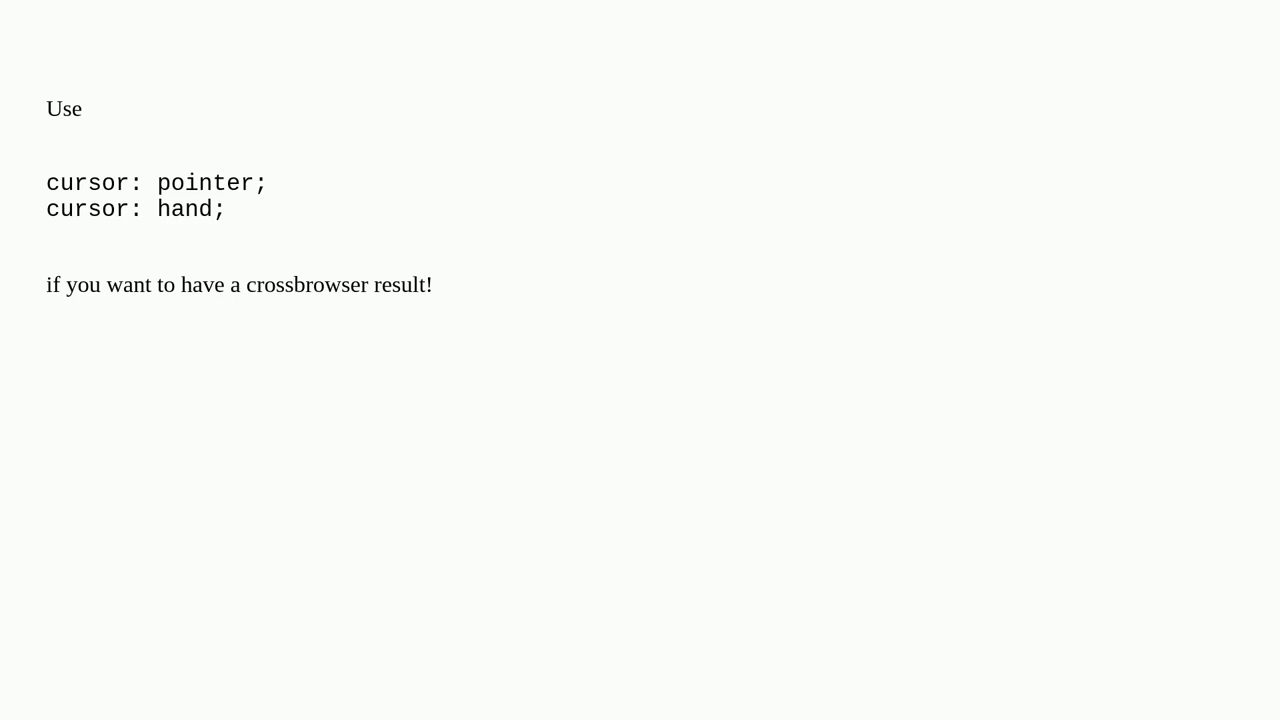 Use
cursor: pointer;
cursor: hand;
if you want to have a crossbrowser result!